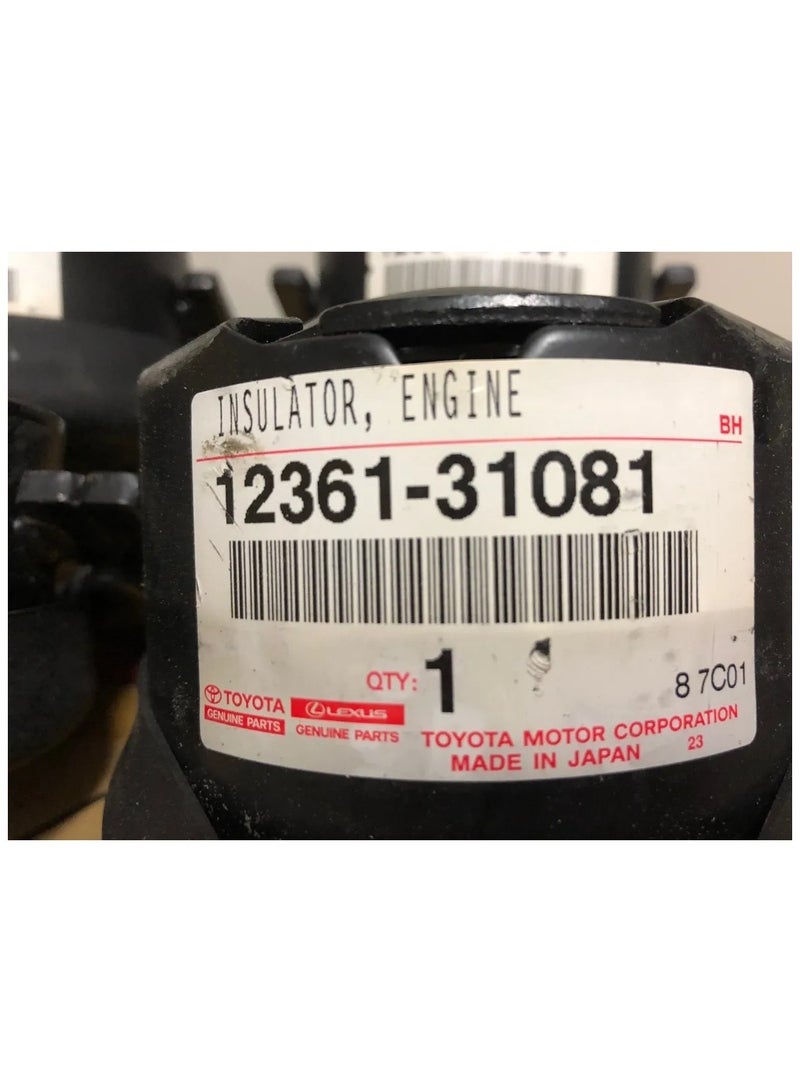 INSULATOR, ENGINE
BH
12361-31081
QTY: 1
8 7C01
TOYOTA
GENUINE PARTS
LEXUS
GENUINE PARTS
TOYOTA MOTOR CORPORATION
MADE IN JAPAN
23